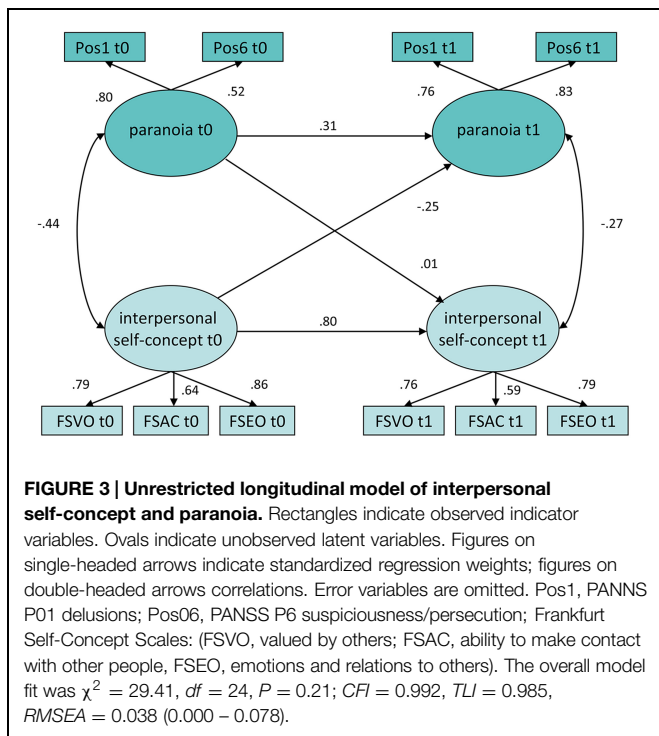 Pos1 t0 Pos6 t0 Pos1 t1 Pos6 t1
.80 .52 .76 .83
paranoia t0 .31 paranoia t1
-.44 -.25 -.27
.01
interpersonal
self-concept t0
.80
interpersonal
self-concept t1
.79 .64 .86 .76 .59 .79
FSVO t0 FSAC t0 FSEO t0 FSVO t1 FSAC t1 FSEO t1
FIGURE 3 | Unrestricted longitudinal model of interpersonal
self-concept and paranoia. Rectangles indicate observed indicator
variables. Ovals indicate unobserved latent variables. Figures on
single-headed arrows indicate standardized regression weights; figures on
double-headed arrows correlations. Error variables are omitted. Pos1, PANNS
P01 delusions; Pos06, PANSS P6 suspiciousness/persecution; Frankfurt
Self-Concept Scales: (FSVO, valued by others; FSAC, ability to make contact
with other people, FSEO, emotions and relations to others). The overall model
fit was χ² = 29.41, df = 24, P = 0.21; CFI = 0.992, TLI = 0.985,
RMSEA = 0.038 (0.000 – 0.078).